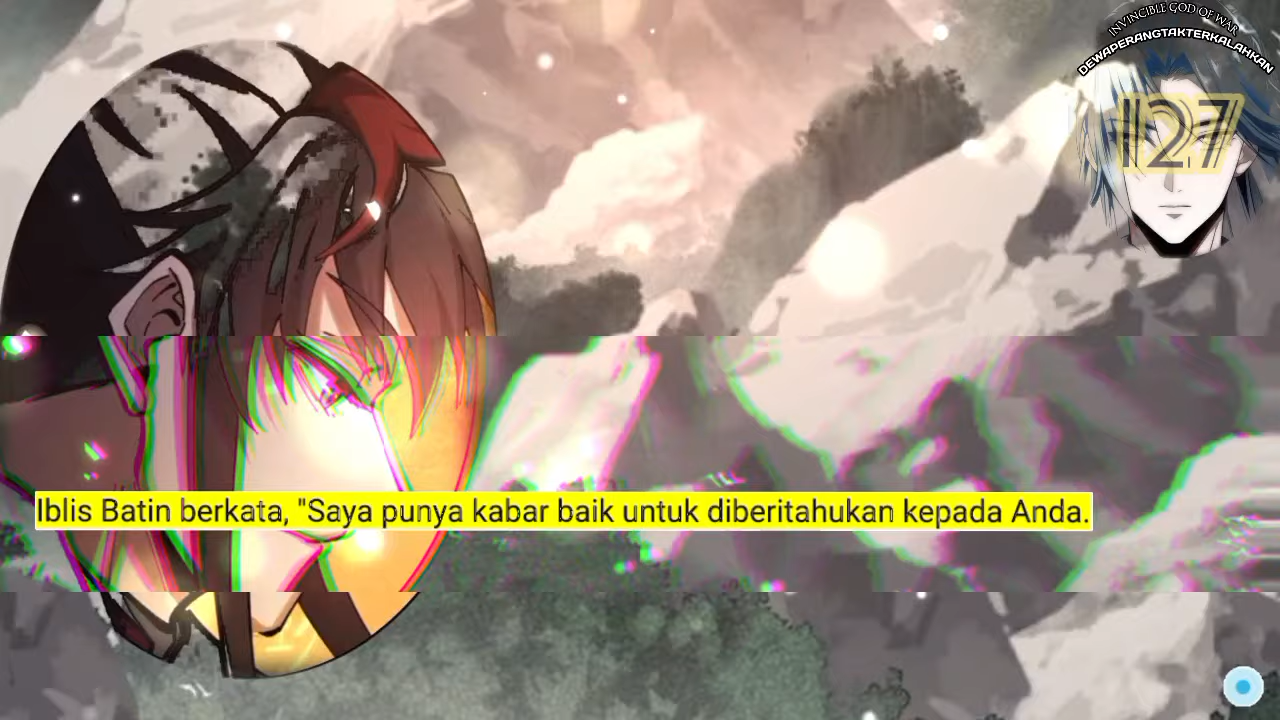 INVINCIBLE GOD OF WAR
DEWAPERANGTAKTERKALAHKAN
127
Iblis Batin berkata, "Saya punya kabar baik untuk diberitahukan kepada Anda.